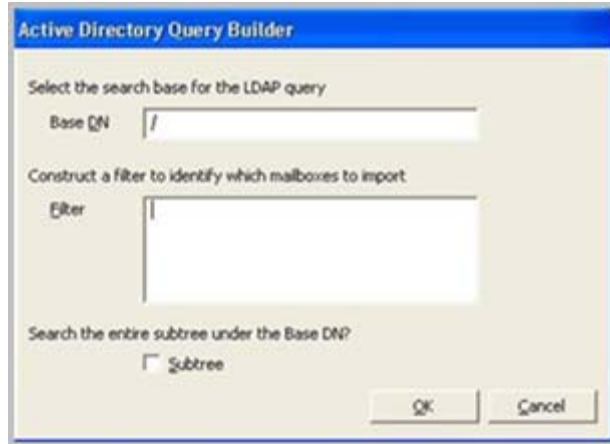 Active Directory Query Builder
Select the search base for the LDAP query
Base DN /
Construct a filter to identify which mailboxes to import
Filter
Search the entire subtree under the Base DN?
Subtree
OK Cancel